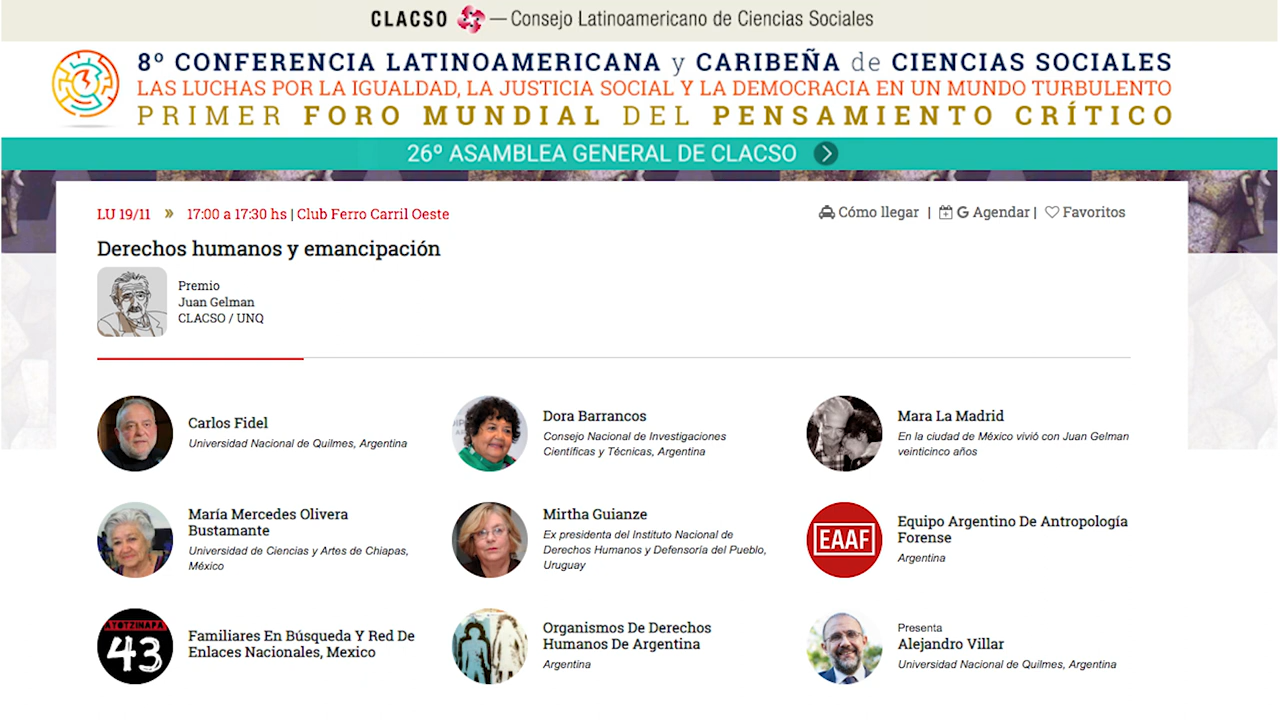 CLACSO — Consejo Latinoamericano de Ciencias Sociales
8º CONFERENCIA LATINOAMERICANA y CARIBEÑA de CIENCIAS SOCIALES
LAS LUCHAS POR LA IGUALDAD, LA JUSTICIA SOCIAL Y LA DEMOCRACIA EN UN MUNDO TURBULENTO
PRIMER FORO MUNDIAL DEL PENSAMIENTO CRÍTICO
26º ASAMBLEA GENERAL DE CLACSO
LU 19/11 » 17:00 a 17:30 hs | Club Ferro Carril Oeste
Cómo llegar | G Agendar | Favoritos
Derechos humanos y emancipación
Premio
Juan Gelman
CLACSO / UNQ
Carlos Fidel
Universidad Nacional de Quilmes, Argentina
Dora Barrancos
Consejo Nacional de Investigaciones
Científicas y Técnicas, Argentina
Mara La Madrid
En la ciudad de México vivió con Juan Gelman
veinticinco años
María Mercedes Olivera
Bustamante
Universidad de Ciencias y Artes de Chiapas,
México
Mirtha Guianze
Ex presidenta del Instituto Nacional de
Derechos Humanos y Defensoría del Pueblo,
Uruguay
EAAF
Equipo Argentino De Antropología
Forense
Argentina
AYOTZINAPA
43
Familiares En Búsqueda Y Red De
Enlaces Nacionales, Mexico
Organismos De Derechos
Humanos De Argentina
Argentina
Presenta
Alejandro Villar
Universidad Nacional de Quilmes, Argentina